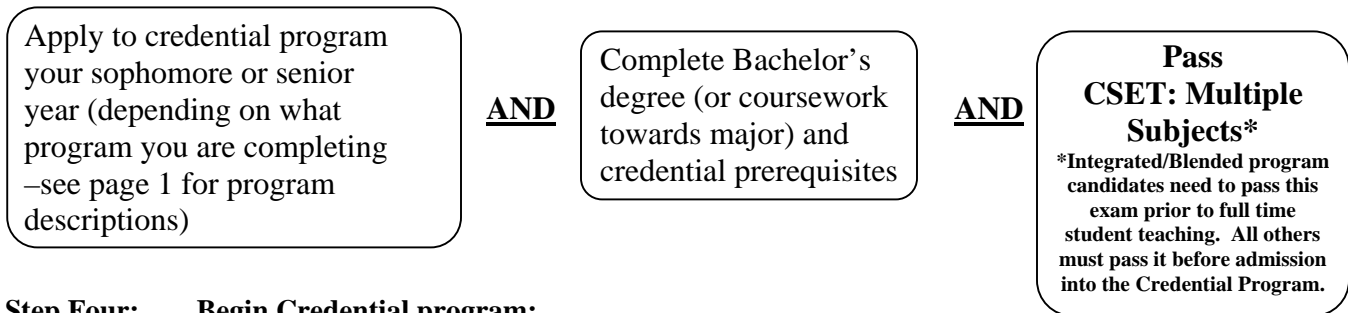 Apply to credential program
your sophomore or senior
year (depending on what
program you are completing
–see page 1 for program
descriptions)
AND
Complete Bachelor’s
degree (or coursework
towards major) and
credential prerequisites
AND
Pass
CSET: Multiple
Subjects*
*Integrated/Blended program
candidates need to pass this
exam prior to full time
student teaching. All others
must pass it before admission
into the Credential Program.
Step Four: Begin Credential program: